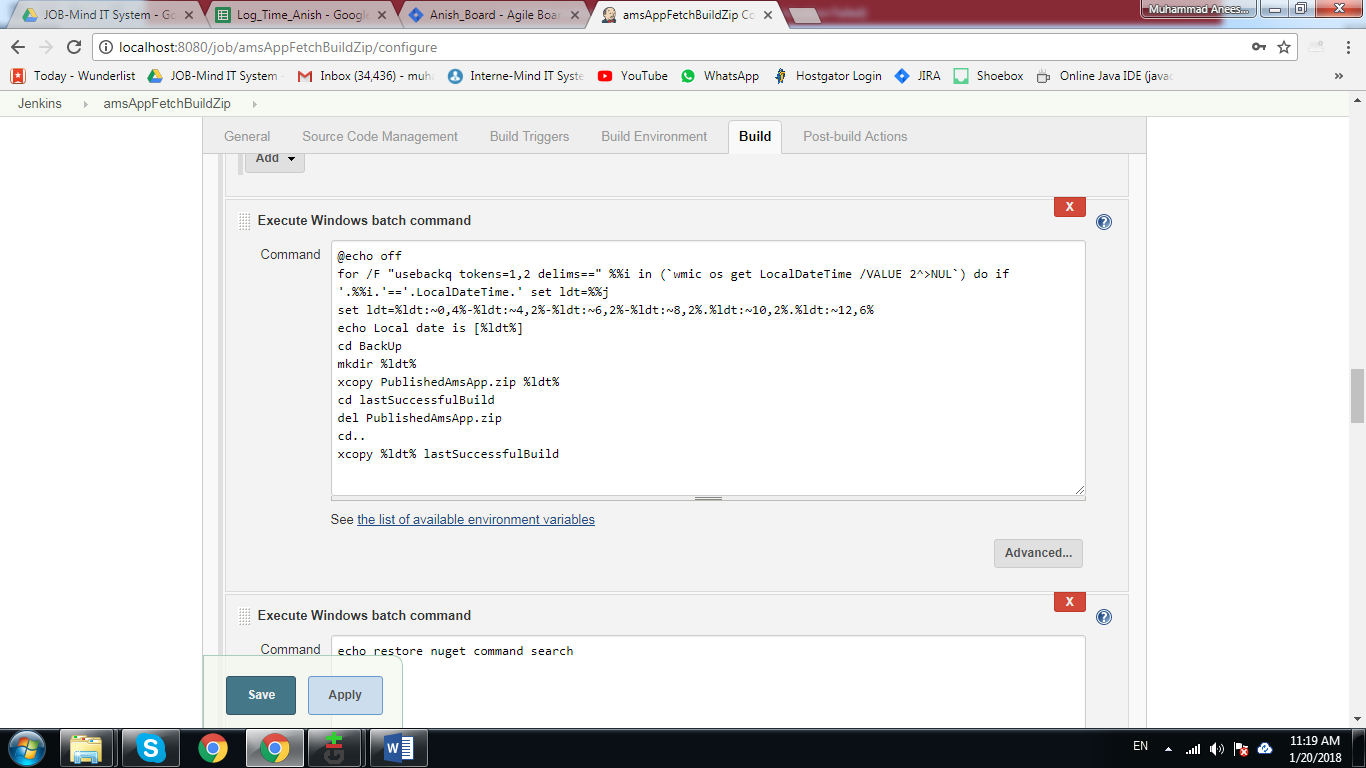 JOB-Mind IT System - Go
Log_Time_Anish - Google
Anish_Board - Agile Boar
amsAppFetchBuildZip Co
Muhammad Anees...
localhost:8080/job/amsAppFetchBuildZip/configure
Today - Wunderlist
JOB-Mind IT System
Inbox (34,436) - muh
Interne-Mind IT Syste
YouTube
WhatsApp
Hostgator Login
JIRA
Shoebox
Online Java IDE (javac
»
Jenkins
amsAppFetchBuildZip
General
Source Code Management
Build Triggers
Build Environment
Build
Post-build Actions
Add
Execute Windows batch command
X
?
Command
@echo off
for /F "usebackq tokens=1,2 delims==" %%i in (`wmic os get LocalDateTime /VALUE 2^>NUL`) do if
'.%%i.'=='.LocalDateTime.' set ldt=%%j
set ldt=%ldt:~0,4%-%ldt:~4,2%-%ldt:~6,2%-%ldt:~8,2%.%ldt:~10,2%.%ldt:~12,6%
echo Local date is [%ldt%]
cd BackUp
mkdir %ldt%
xcopy PublishedAmsApp.zip %ldt%
cd lastSuccessfulBuild
del PublishedAmsApp.zip
cd..
xcopy %ldt% lastSuccessfulBuild
See the list of available environment variables
Advanced...
Execute Windows batch command
X
?
Command
echo restore nuget command search
Save
Apply
EN
11:19 AM
1/20/2018